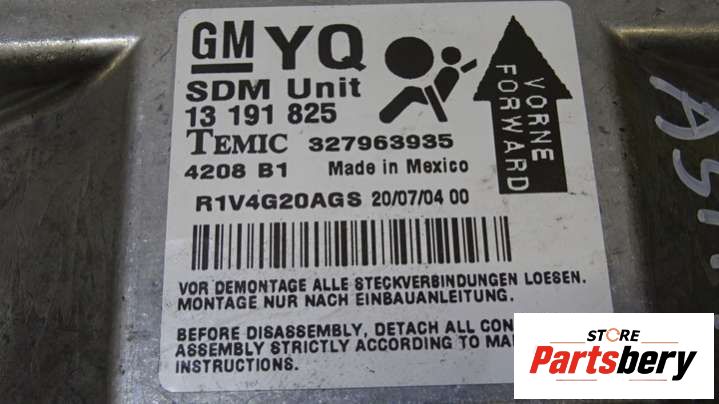 GM YQ
SDM Unit
13 191 825
TEMIC 327963935
4208 B1 Made in Mexico
R1V4G20AGS 20/07/04 00
VORNE
FORWARD
VOR DEMONTAGE ALLE STECKVERBINDUNGEN LOESEN.
MONTAGE NUR NACH EINBAUANLEITUNG.
BEFORE DISASSEMBLY, DETACH ALL CON
ASSEMBLY STRICTLY ACCORDING TO MA
INSTRUCTIONS.
STORE
Partsbery